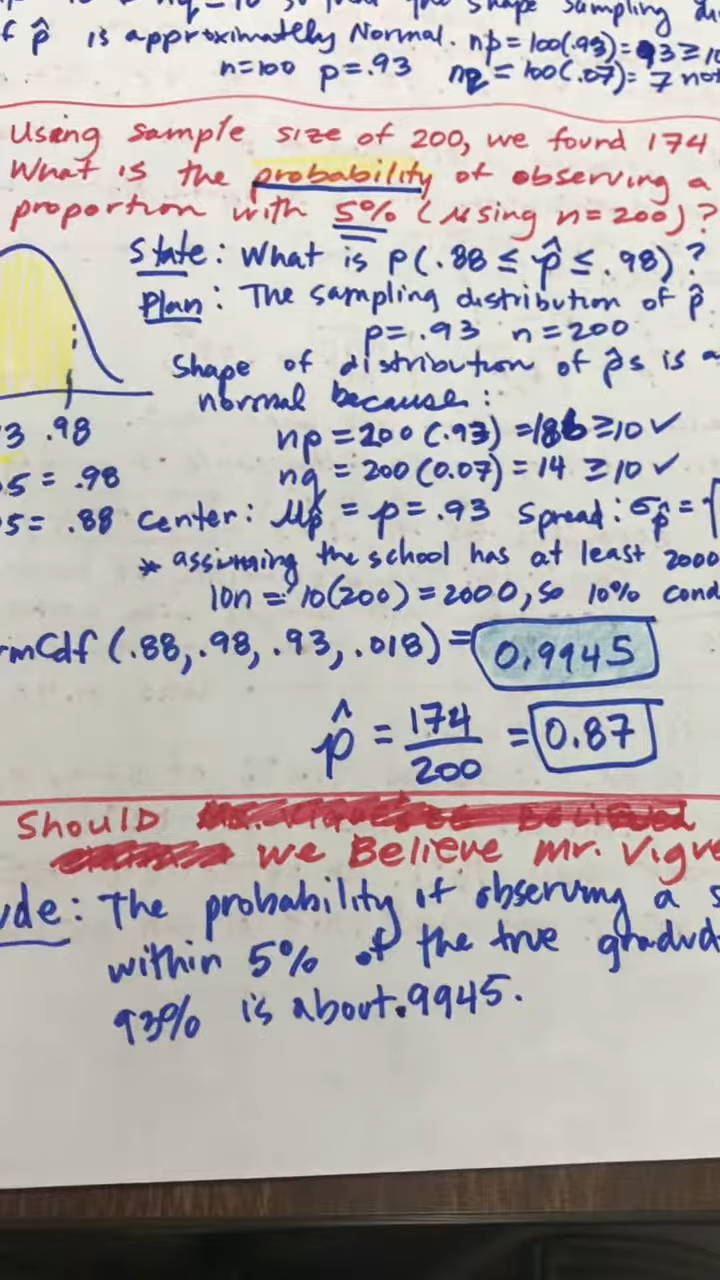 of p̂ is approximately Normal. np=100(.93)=93≥10
n=100 p=.93 nq=100(.07)=7 not
Using sample size of 200, we found 174
What is the probability of observing a
proportion with 5% (using n=200)?
State: What is P(.88 ≤ p̂ ≤ .98)?
Plan: The sampling distribution of p̂
p=.93 n=200
Shape of distribution of p̂s is a
normal because:
3 .98
np=200(.93)=186≥10 ✓
5 = .98
nq=200(0.07)=14 ≥10 ✓
5= .88
Center: μp̂ = p=.93 Spread: σp̂ = √
* assuming the school has at least 2000
10n = 10(200)=2000, so 10% cond
rmCdf (.88,.98,.93,.018)= 0.9945
p̂ = 174/200 = 0.87
Should
we Believe Mr. Vigre
ude: The probability of observing a s
within 5% of the true gradua
93% is about .9945.